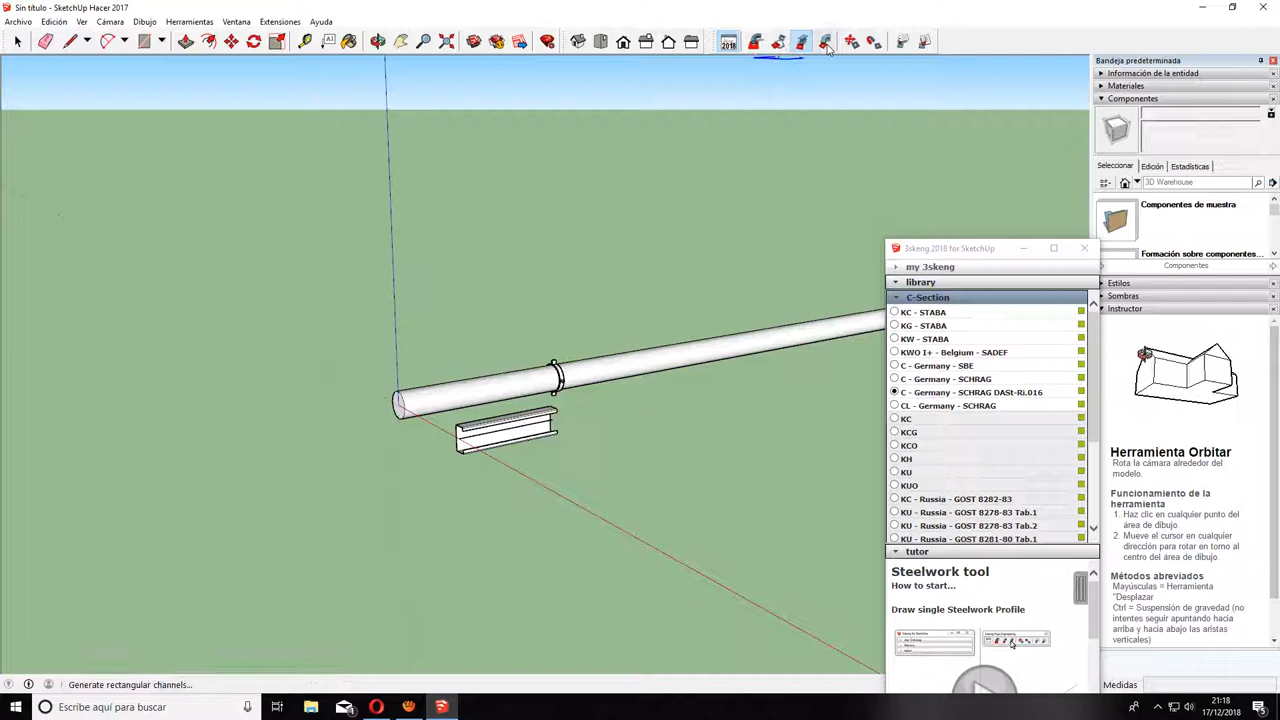 Sin título - SketchUp Hacer 2017
Archivo Edición Ver Cámara Dibujo Herramientas Ventana Extensiones Ayuda
2018
Bandeja predeterminada
Información de la entidad
Materiales
Componentes
Seleccionar Edición Estadísticas
3D Warehouse
Componentes de muestra
Formación sobre componentes...
Componentes
Estilos
Sombras
Instructor
Herramienta Orbitar
Rota la cámara alrededor del
modelo.
Funcionamiento de la
herramienta
1. Haz clic en cualquier punto del
área de dibujo.
2. Mueve el cursor en cualquier
dirección para rotar en torno al
centro del área de dibujo.
Métodos abreviados
Mayúsculas = Herramienta
"Desplazar
Ctrl = Suspensión de gravedad (no
intentes seguir apuntando hacia
arriba y hacia abajo las aristas
verticales)
Medidas
3skeng 2018 for SketchUp
my 3skeng
library
C-Section
KC - STABA
KG - STABA
KW - STABA
KWO I+ - Belgium - SADEF
C - Germany - SBE
C - Germany - SCHRAG
C - Germany - SCHRAG DASt-Ri.016
CL - Germany - SCHRAG
KC
KCG
KCO
KH
KU
KUO
KC - Russia - GOST 8282-83
KU - Russia - GOST 8278-83 Tab.1
KU - Russia - GOST 8278-83 Tab.2
KU - Russia - GOST 8281-80 Tab.1
tutor
Steelwork tool
How to start...
Draw single Steelwork Profile
Generate rectangular channels...
Escribe aquí para buscar
21:18
17/12/2018